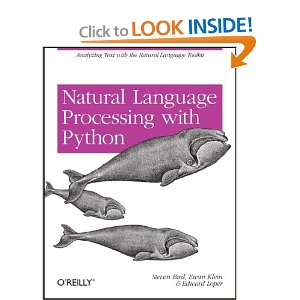 Click to LOOK INSIDE!
Analyzing Text with the Natural Language Toolkit
Natural Language
Processing with
Python
O'REILLY®
Steven Bird, Ewan Klein
& Edward Loper